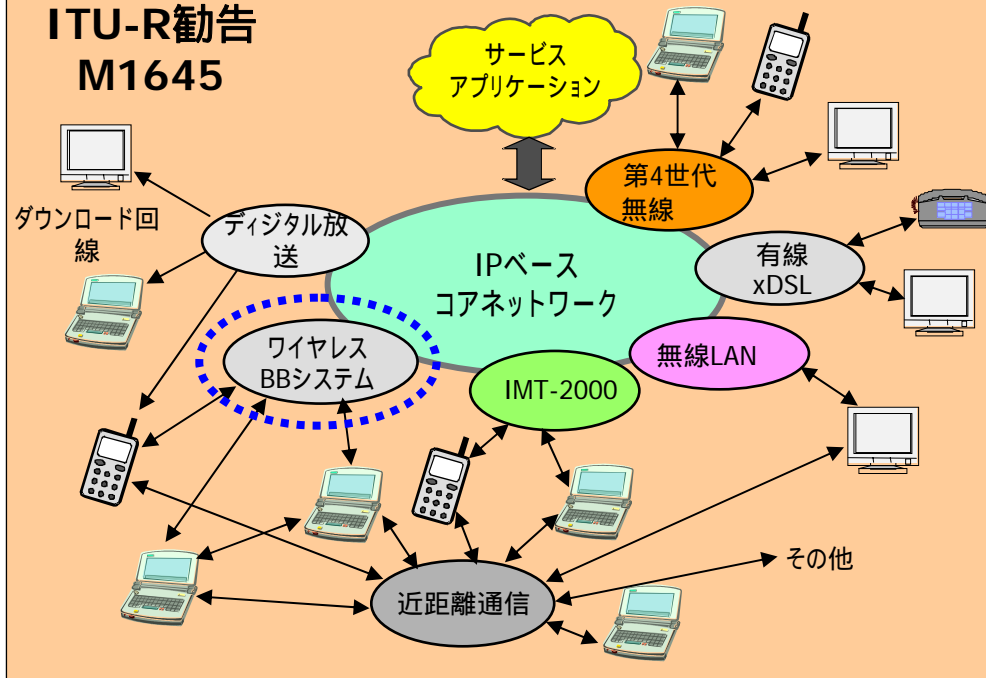 ITU-R勧告
M1645
サービス
アプリケーション
第4世代
無線
ダウンロード回
線
ディジタル放
送
IPベース
コアネットワーク
有線
xDSL
ワイヤレス
BBシステム
無線LAN
IMT-2000
その他
近距離通信